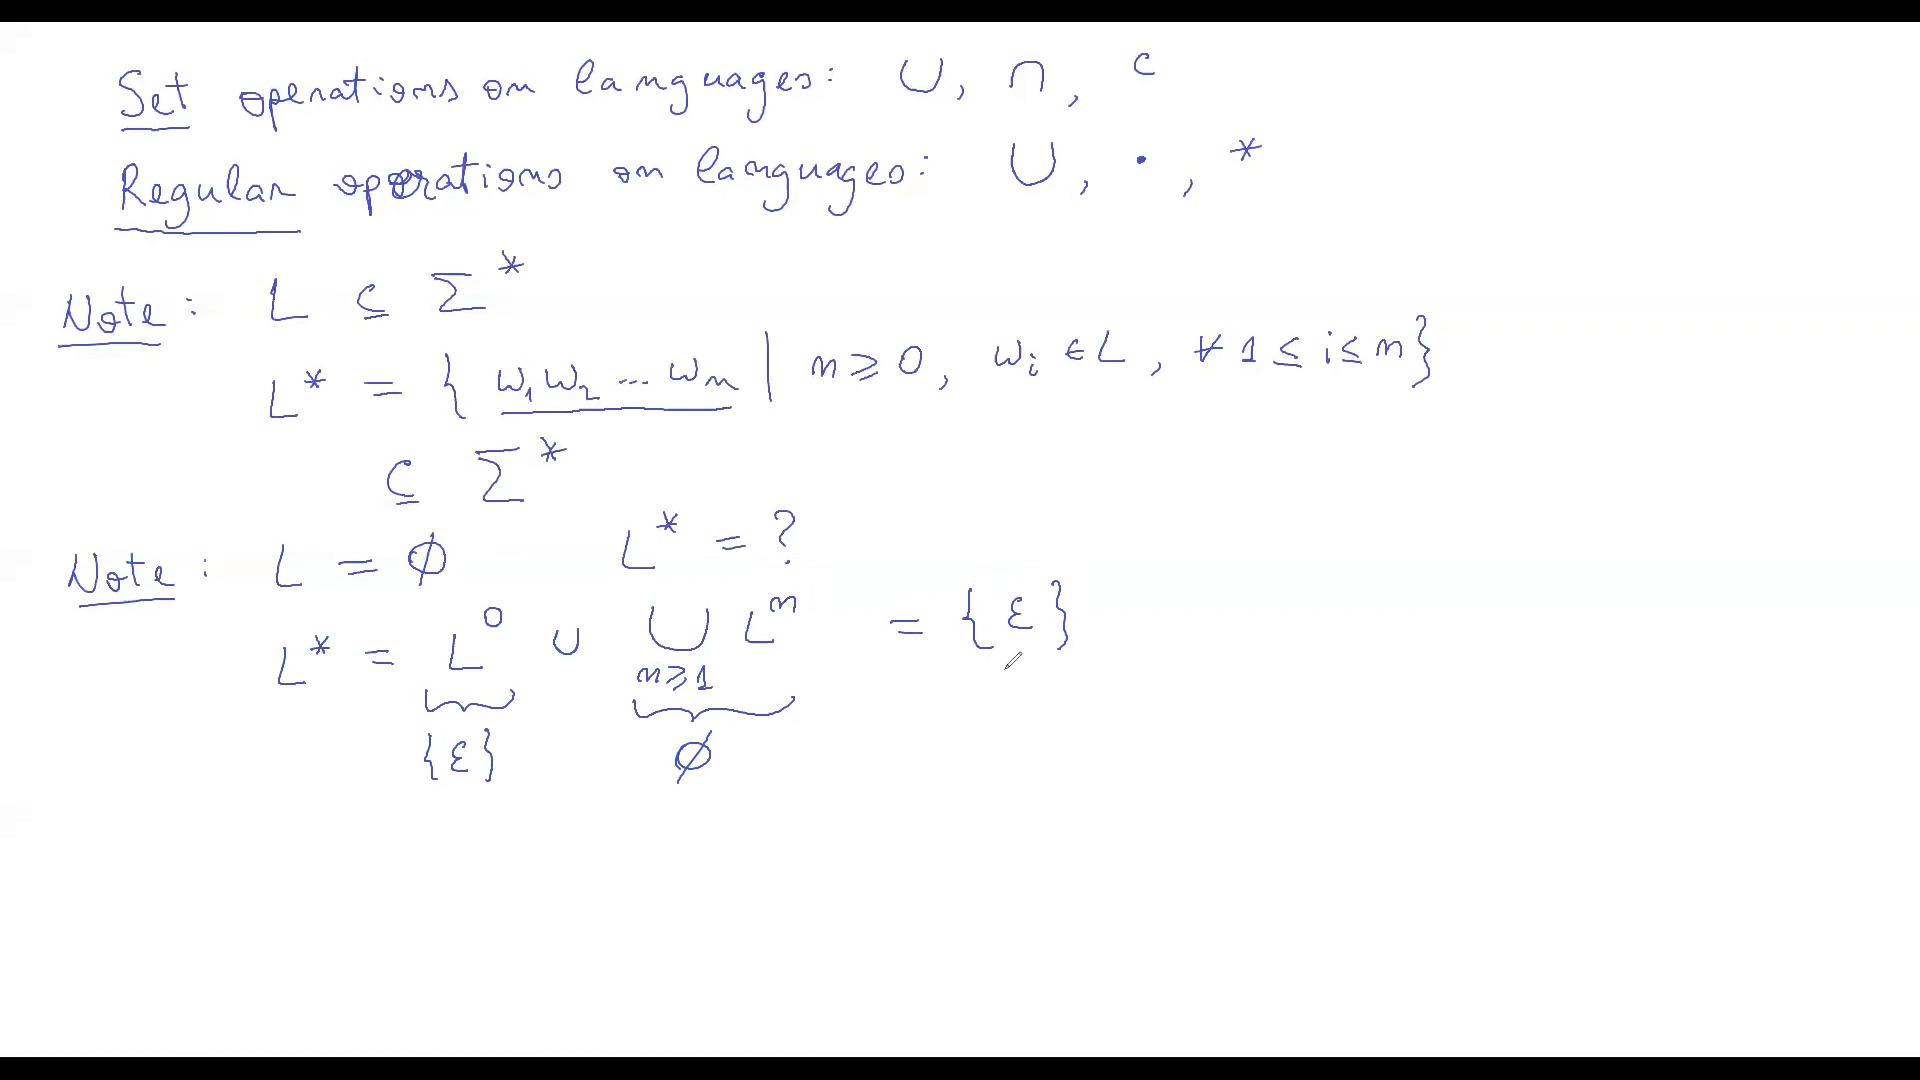 Set operations on languages: ∪, ∩, c
Regular operations on languages: ∪, ·, *
Note: L ⊆ Σ*
L* = { w₁w₂ ... wₙ | n ≥ 0, wᵢ ∈ L, ∀ 1 ≤ i ≤ n}
⊆ Σ*
Note: L = ∅ L* = ?
L* = L⁰ ∪ ⋃ Lⁿ = {ε}
n≥1
{ε} ∅